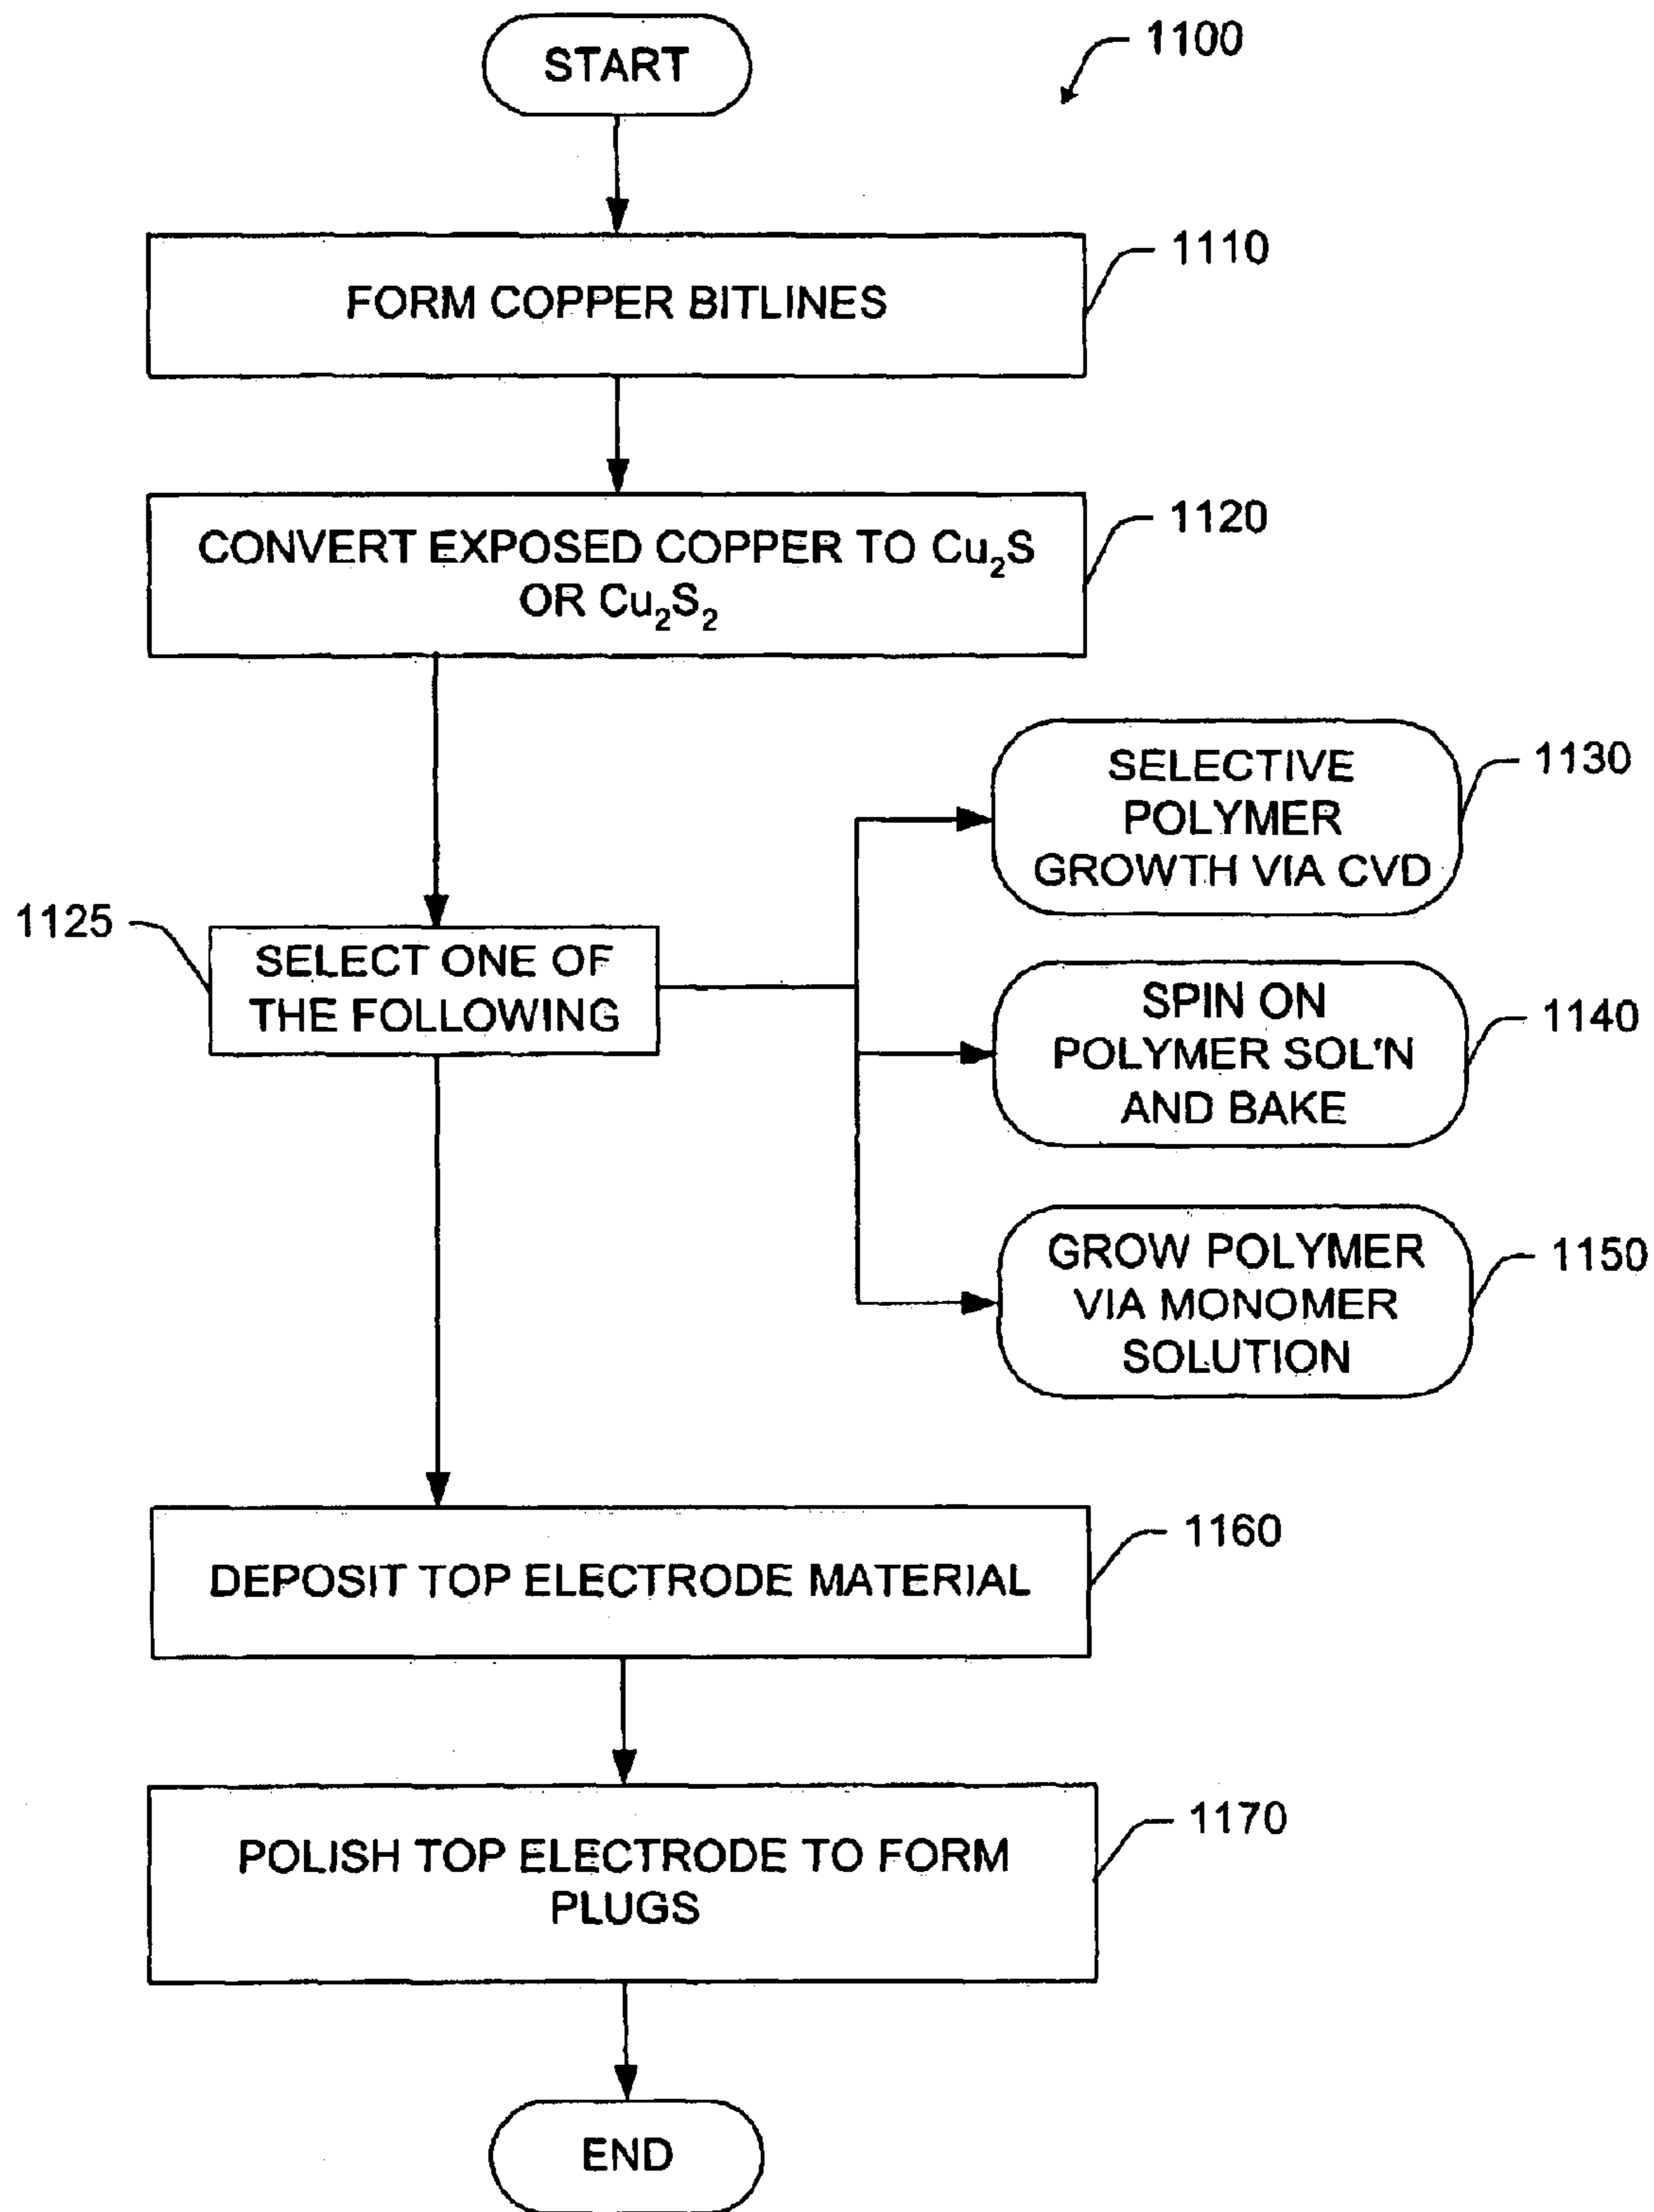 START
1100
FORM COPPER BITLINES
1110
CONVERT EXPOSED COPPER TO Cu₂S
OR Cu₂S₂
1120
1125
SELECT ONE OF
THE FOLLOWING
SELECTIVE
POLYMER
GROWTH VIA CVD
1130
SPIN ON
POLYMER SOL'N
AND BAKE
1140
GROW POLYMER
VIA MONOMER
SOLUTION
1150
DEPOSIT TOP ELECTRODE MATERIAL
1160
POLISH TOP ELECTRODE TO FORM
PLUGS
1170
END